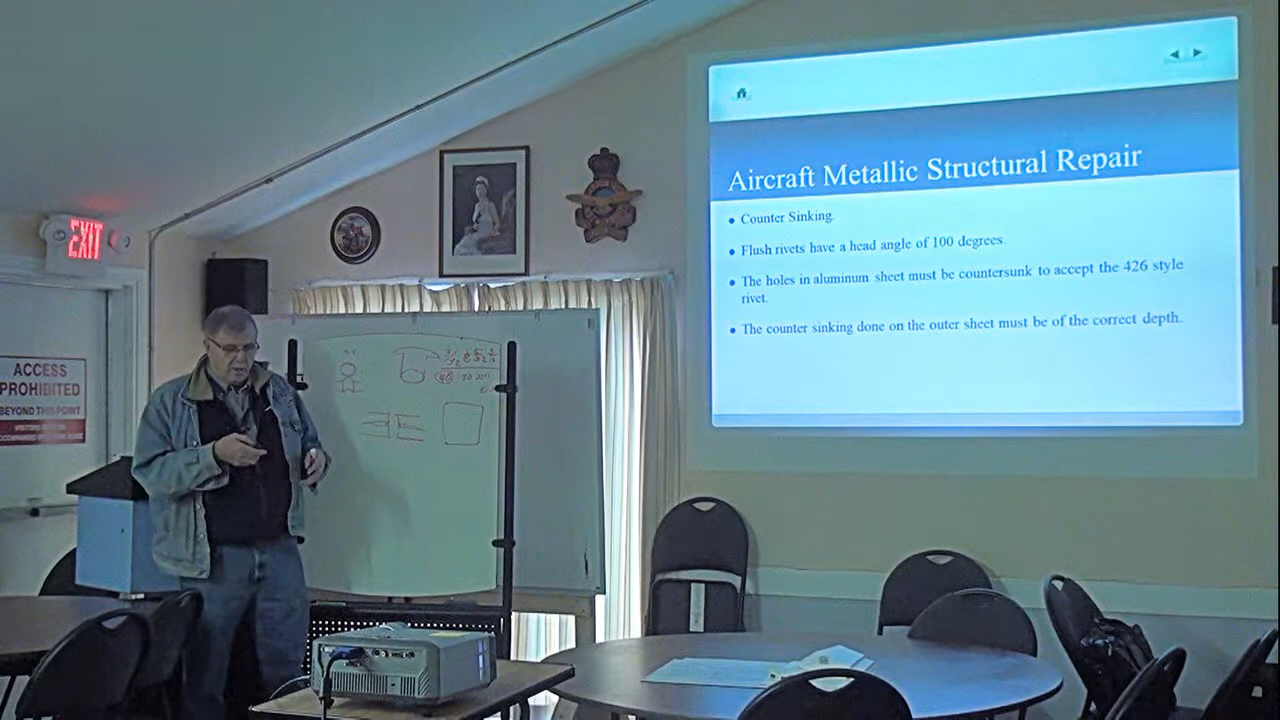 Aircraft Metallic Structural Repair
Counter Sinking.
Flush rivets have a head angle of 100 degrees.
The holes in aluminum sheet must be countersunk to accept the 426 style
rivet.
The counter sinking done on the outer sheet must be of the correct depth.
EXIT
ACCESS
PROHIBITED
BEYOND THIS POINT